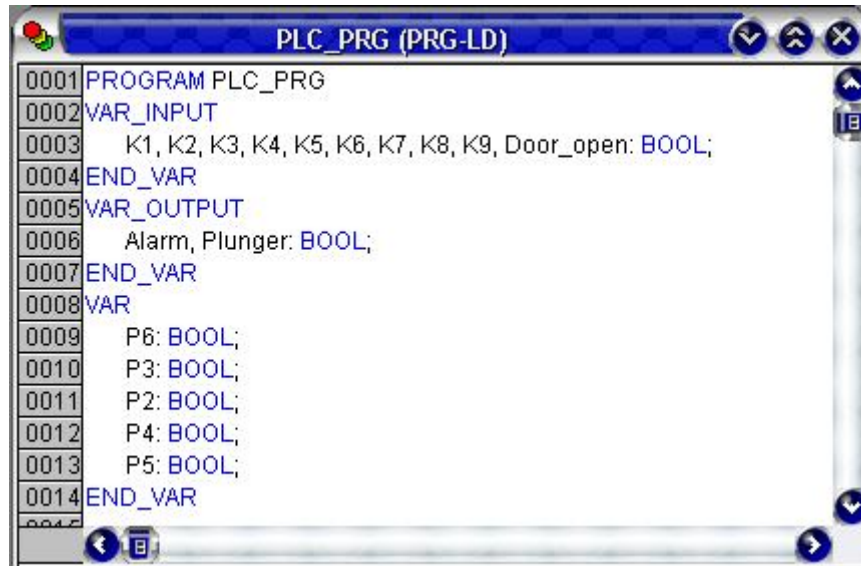 PLC_PRG (PRG-LD)
0001 PROGRAM PLC_PRG
0002 VAR_INPUT
0003 K1, K2, K3, K4, K5, K6, K7, K8, K9, Door_open: BOOL;
0004 END_VAR
0005 VAR_OUTPUT
0006 Alarm, Plunger: BOOL;
0007 END_VAR
0008 VAR
0009 P6: BOOL;
0010 P3: BOOL;
0011 P2: BOOL;
0012 P4: BOOL;
0013 P5: BOOL;
0014 END_VAR